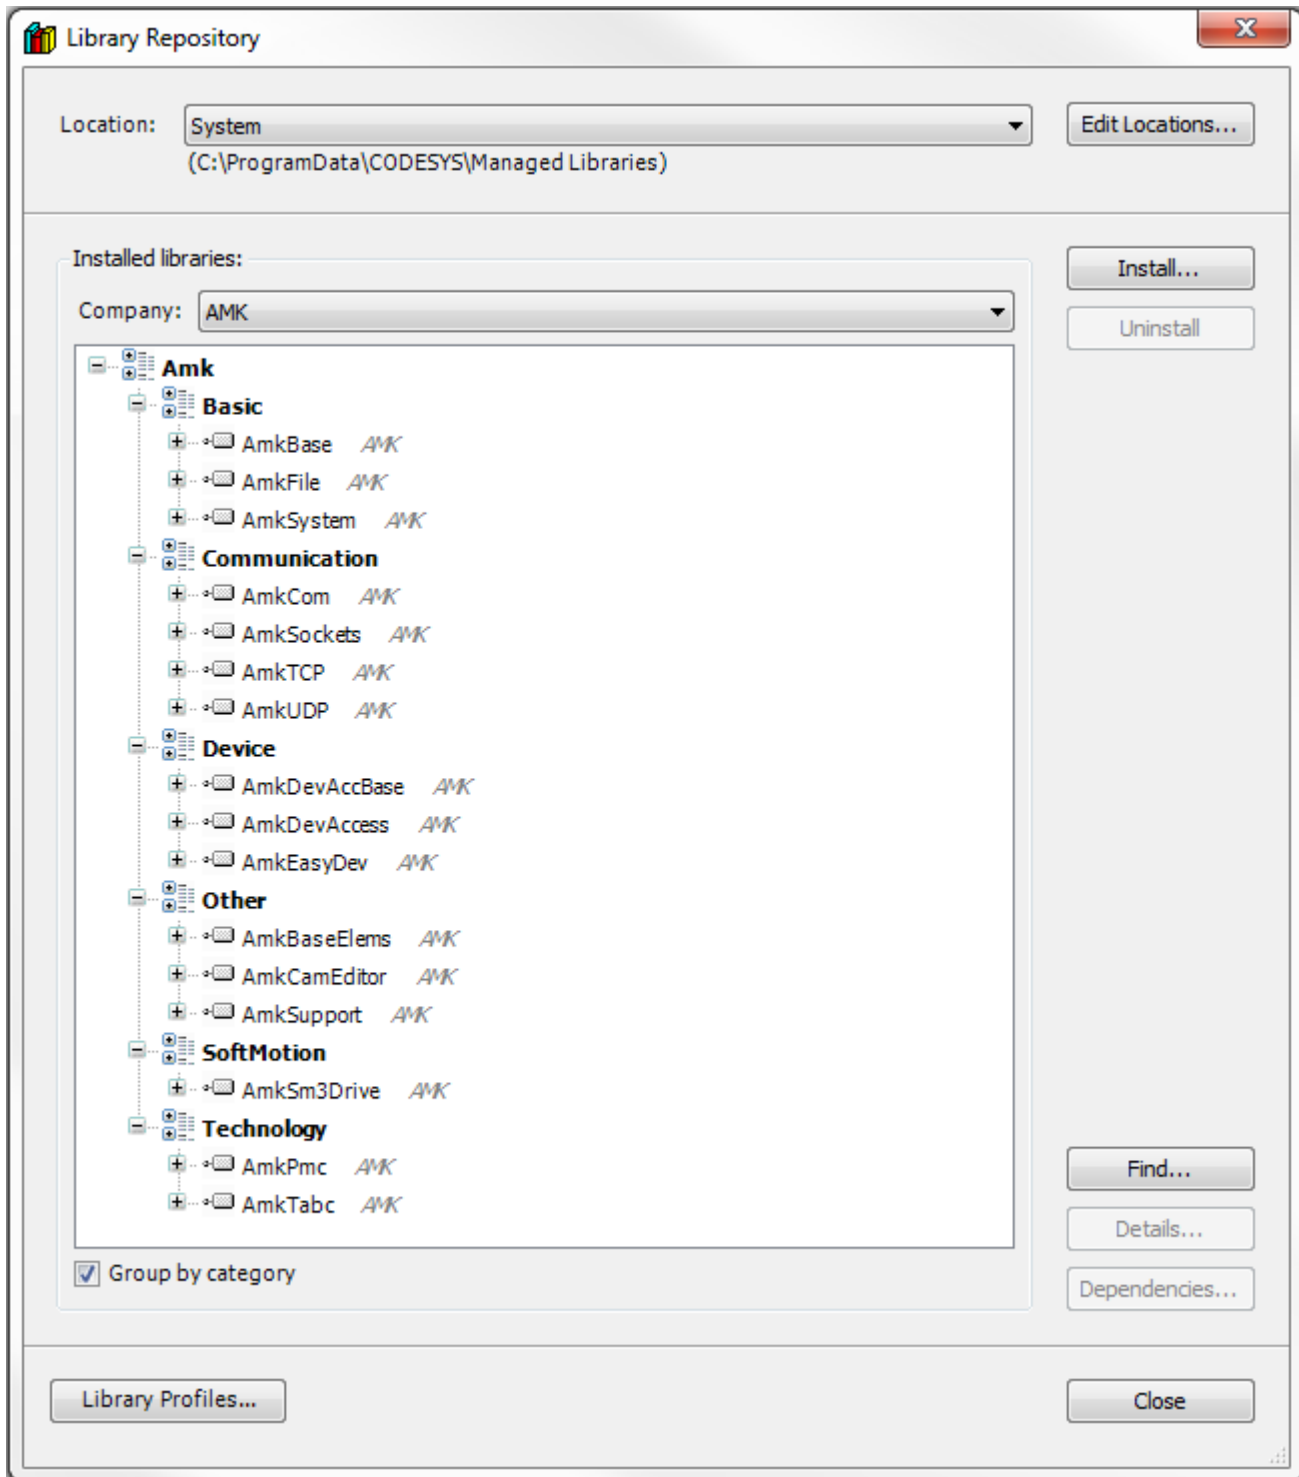 Library Repository
Location: System Edit Locations...
(C:\ProgramData\CODESYS\Managed Libraries)
Installed libraries:
Install...
Company: AMK
Uninstall
Amk
Basic
AmkBase AMK
AmkFile AMK
AmkSystem AMK
Communication
AmkCom AMK
AmkSockets AMK
AmkTCP AMK
AmkUDP AMK
Device
AmkDevAccBase AMK
AmkDevAccess AMK
AmkEasyDev AMK
Other
AmkBaseElems AMK
AmkCamEditor AMK
AmkSupport AMK
SoftMotion
AmkSm3Drive AMK
Technology
AmkPmc AMK
AmkTabc AMK
Find...
Details...
Group by category
Dependencies...
Library Profiles... Close